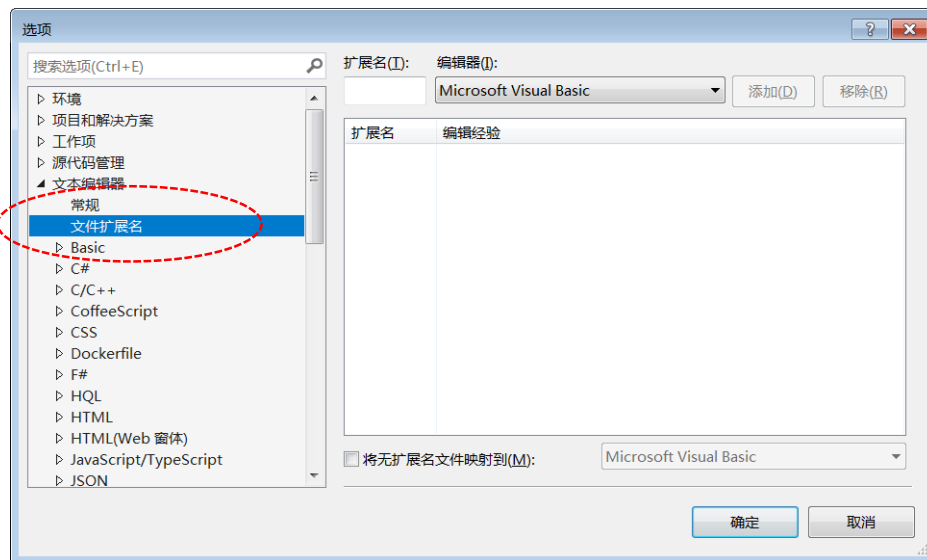 选项
搜索选项(Ctrl+E)
环境
项目和解决方案
工作项
源代码管理
文本编辑器
常规
文件扩展名
Basic
C#
C/C++
CoffeeScript
CSS
Dockerfile
F#
HQL
HTML
HTML(Web 窗体)
JavaScript/TypeScript
JSON
扩展名(T): 编辑器(I):
Microsoft Visual Basic 添加(D) 移除(R)
扩展名 编辑经验
将无扩展名文件映射到(M): Microsoft Visual Basic
确定 取消